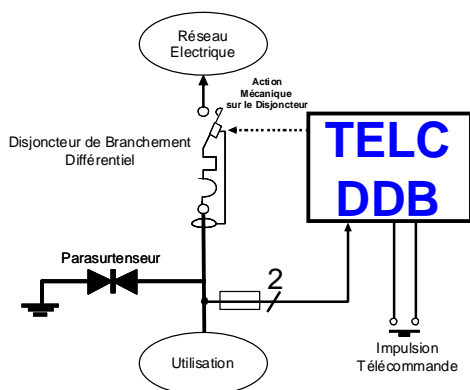 Réseau
Electrique
Action
Mécanique
sur le Disjoncteur
Disjoncteur de Branchement
Différentiel
TELC
DDB
Parasurtenseur
2
Utilisation
Impulsion
Télécommande